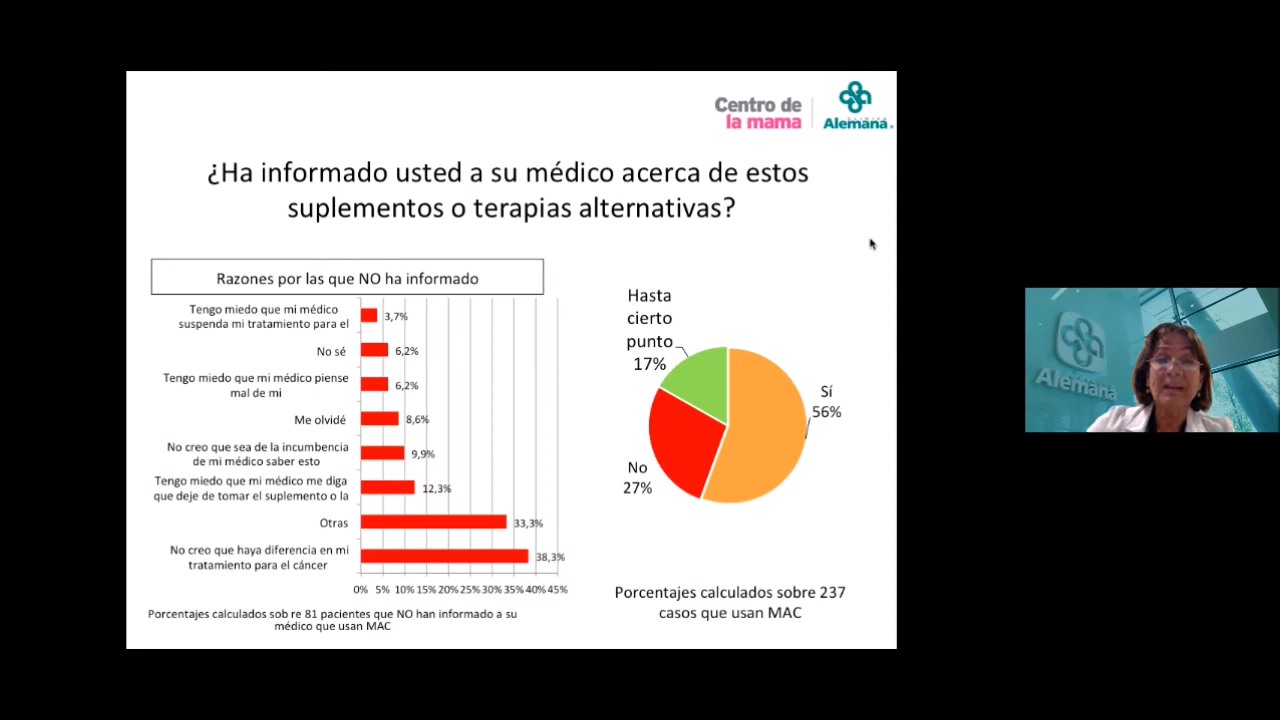 Centro de
la mama
Alemana
¿Ha informado usted a su médico acerca de estos
suplementos o terapias alternativas?
Razones por las que NO ha informado
Tengo miedo que mi médico
suspenda mi tratamiento para el
3,7%
No sé
6,2%
Tengo miedo que mi médico piense
mal de mi
6,2%
Me olvidé
8,6%
No creo que sea de la incumbencia
de mi médico saber esto
9,9%
Tengo miedo que mi médico me diga
que deje de tomar el suplemento o la
12,3%
Otras
33,3%
No creo que haya diferencia en mi
tratamiento para el cáncer
38,3%
0% 5% 10% 15% 20% 25% 30% 35% 40% 45%
Porcentajes calculados sob re 81 pacientes que NO han informado a su
médico que usan MAC
Hasta
cierto
punto
17%
Sí
56%
No
27%
Porcentajes calculados sobre 237
casos que usan MAC
Alemana